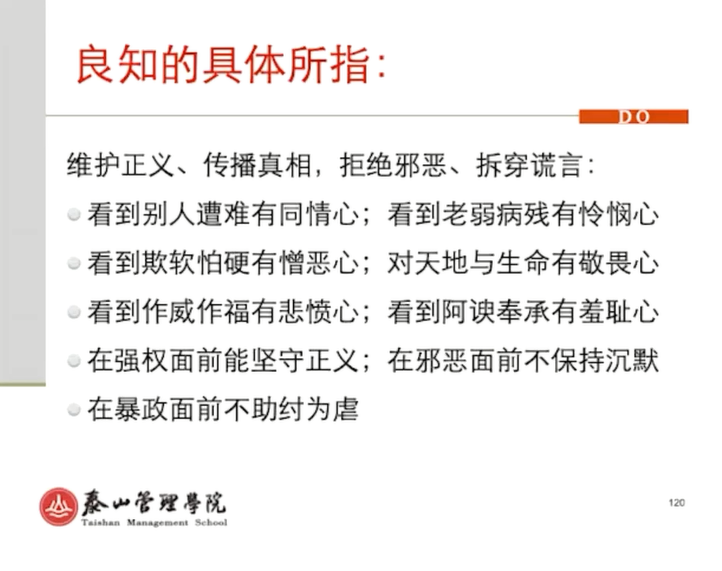 良知的具体所指：
DO
维护正义、传播真相，拒绝邪恶、拆穿谎言：
看到别人遭难有同情心；看到老弱病残有怜悯心
看到欺软怕硬有憎恶心；对天地与生命有敬畏心
看到作威作福有悲愤心；看到阿谀奉承有羞耻心
在强权面前能坚守正义；在邪恶面前不保持沉默
在暴政面前不助纣为虐
泰山管理學院
Taishan Management School
120